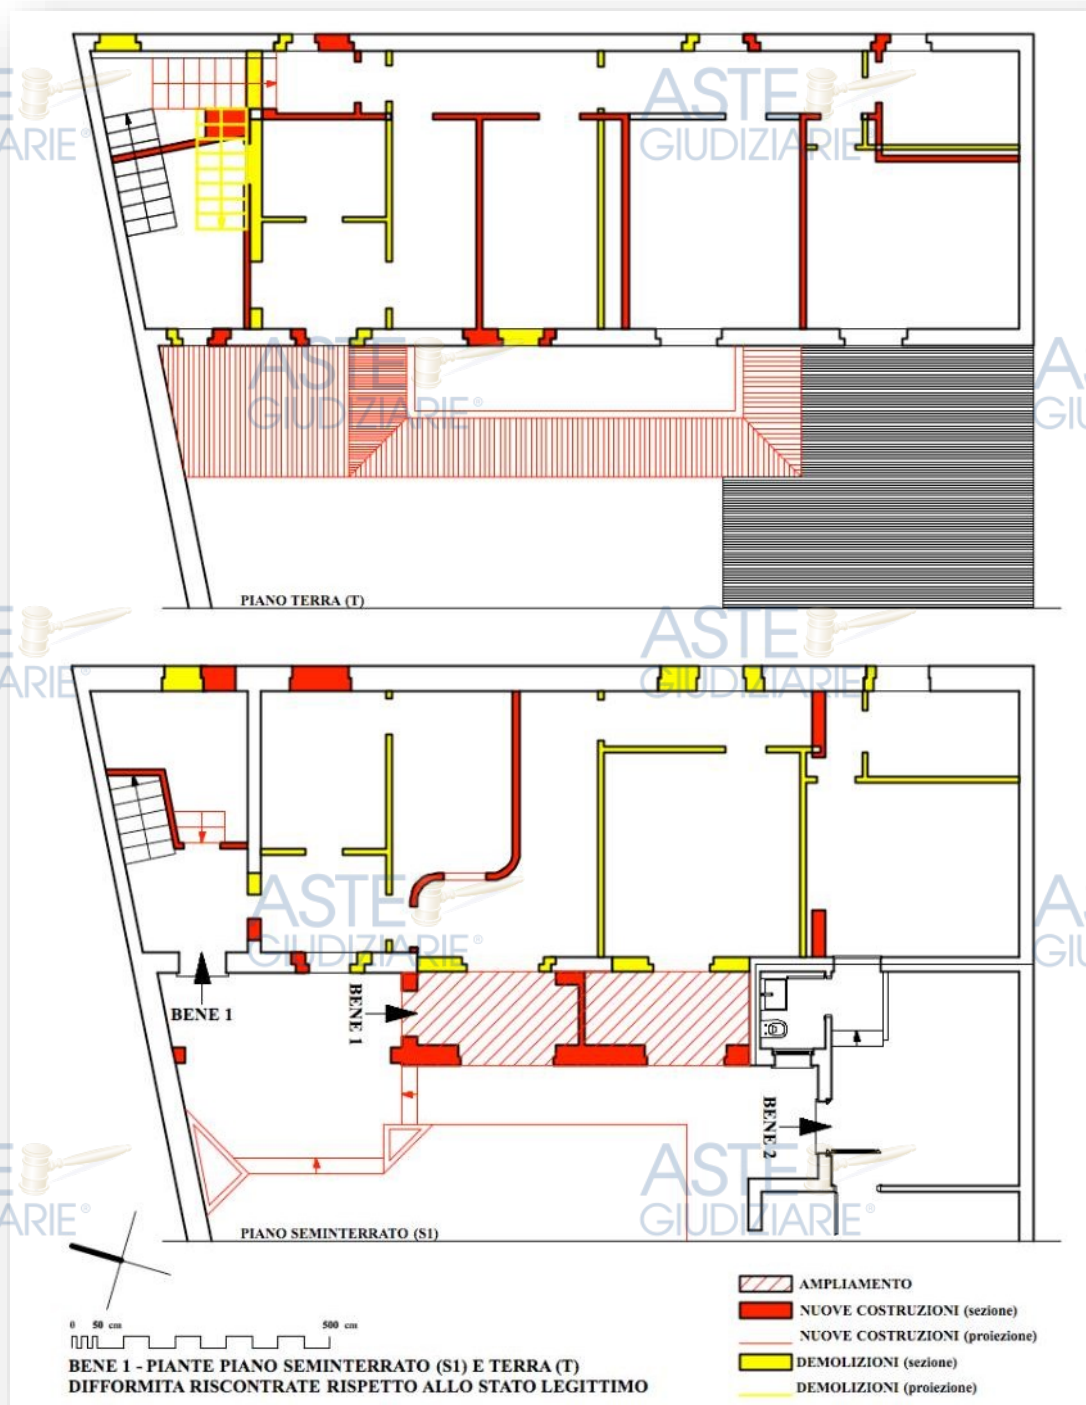 ASTE
GIUDIZIARIE®
PIANO TERRA (T)
BENE 1
BENE 1
BENE 2
PIANO SEMINTERRATO (S1)
0 50 cm 500 cm
AMPLIAMENTO
NUOVE COSTRUZIONI (sezione)
NUOVE COSTRUZIONI (proiezione)
DEMOLIZIONI (sezione)
DEMOLIZIONI (proiezione)
BENE 1 - PIANTE PIANO SEMINTERRATO (S1) E TERRA (T)
DIFFORMITA RISCONTRATE RISPETTO ALLO STATO LEGITTIMO